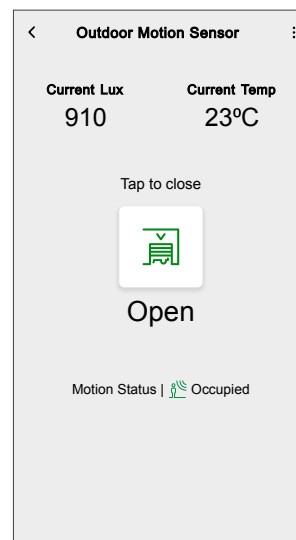 Outdoor Motion Sensor
Current Lux Current Temp
910 23ºC
Tap to close
Open
Motion Status | Occupied